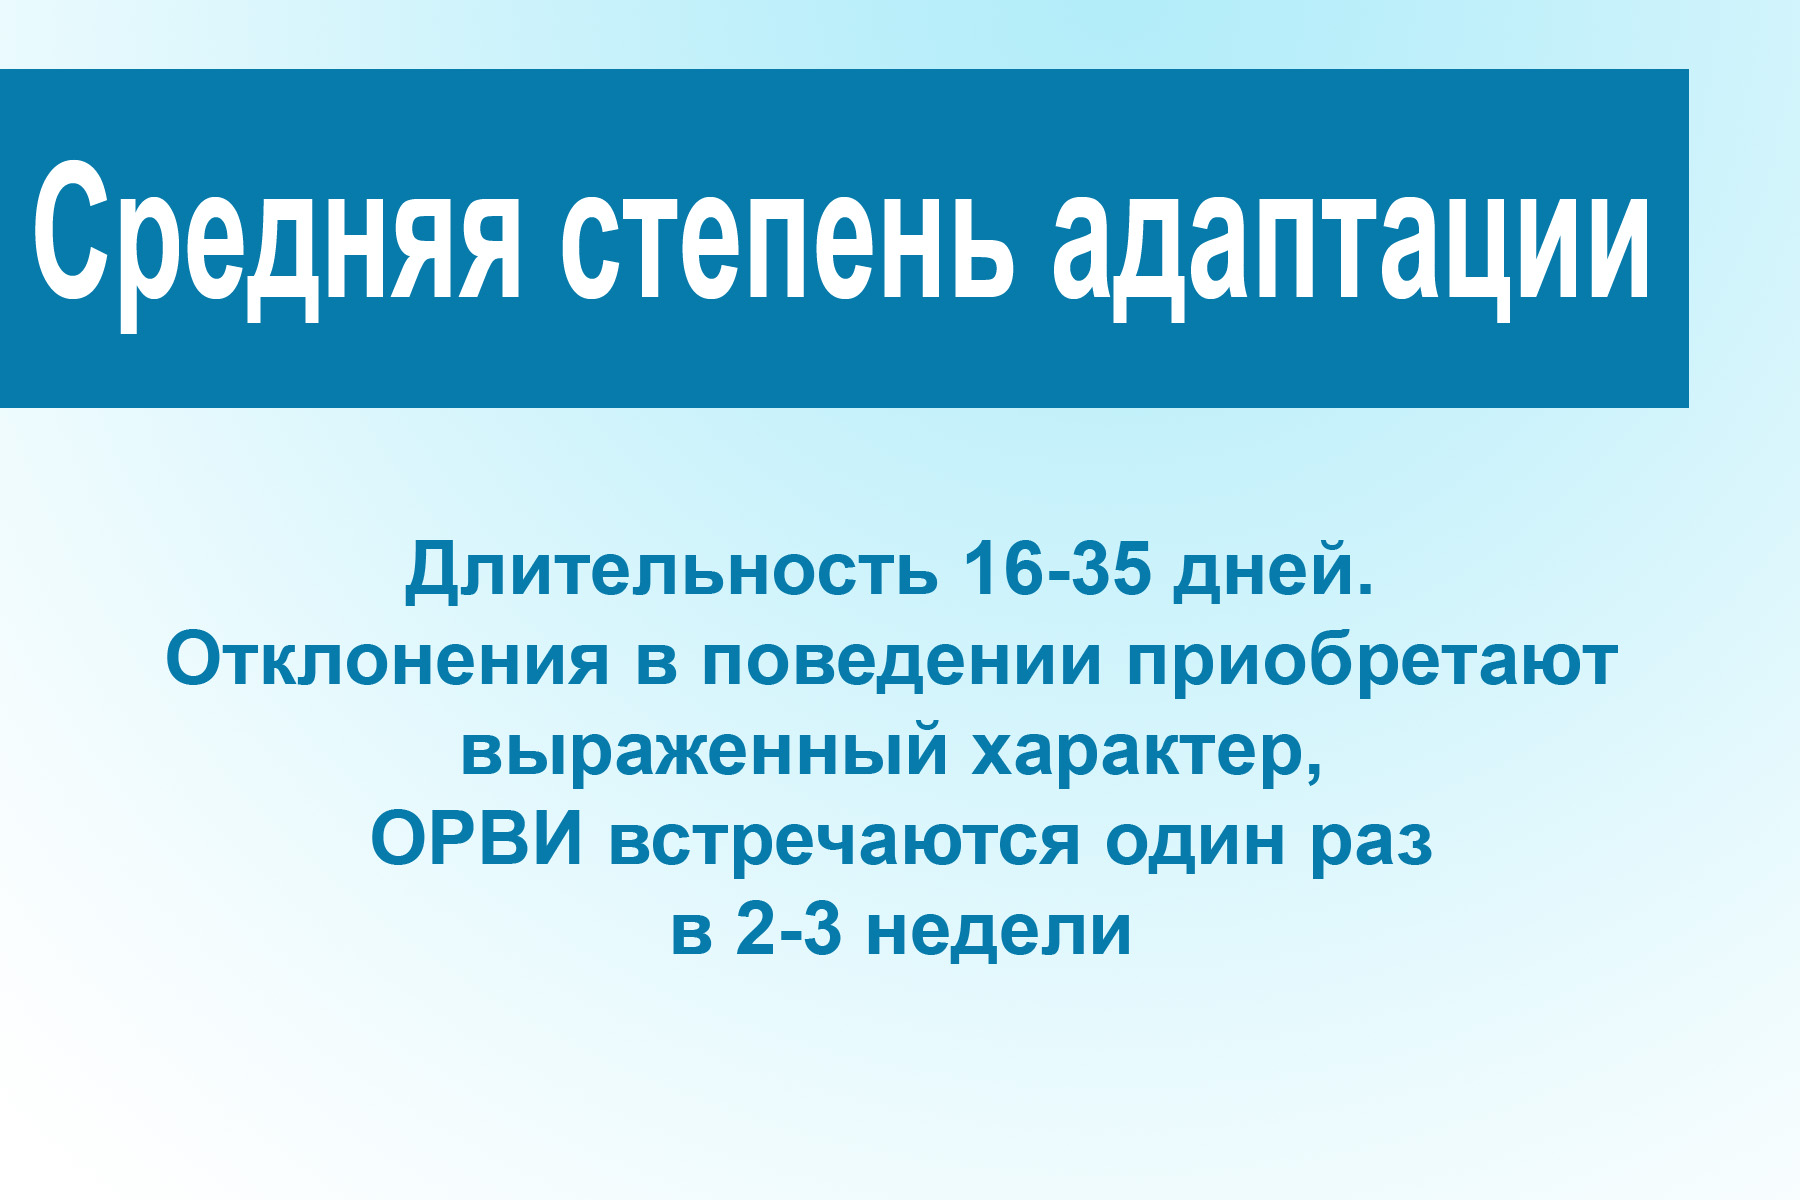 Средняя степень адаптации
Длительность 16-35 дней.
Отклонения в поведении приобретают
выраженный характер,
ОРВИ встречаются один раз
в 2-3 недели